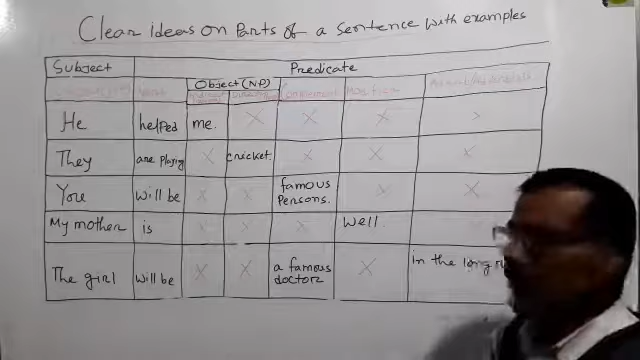 Clear ideas on Parts of a Sentence with examples
Subject Predicate
Object (NP)
Verb Complement Modifier
He helped me. × × × ×
They are playing × cricket. × × ×
You will be × × famous Persons. × ×
My mother is × × × well.
The girl will be × × a famous doctor × in the long